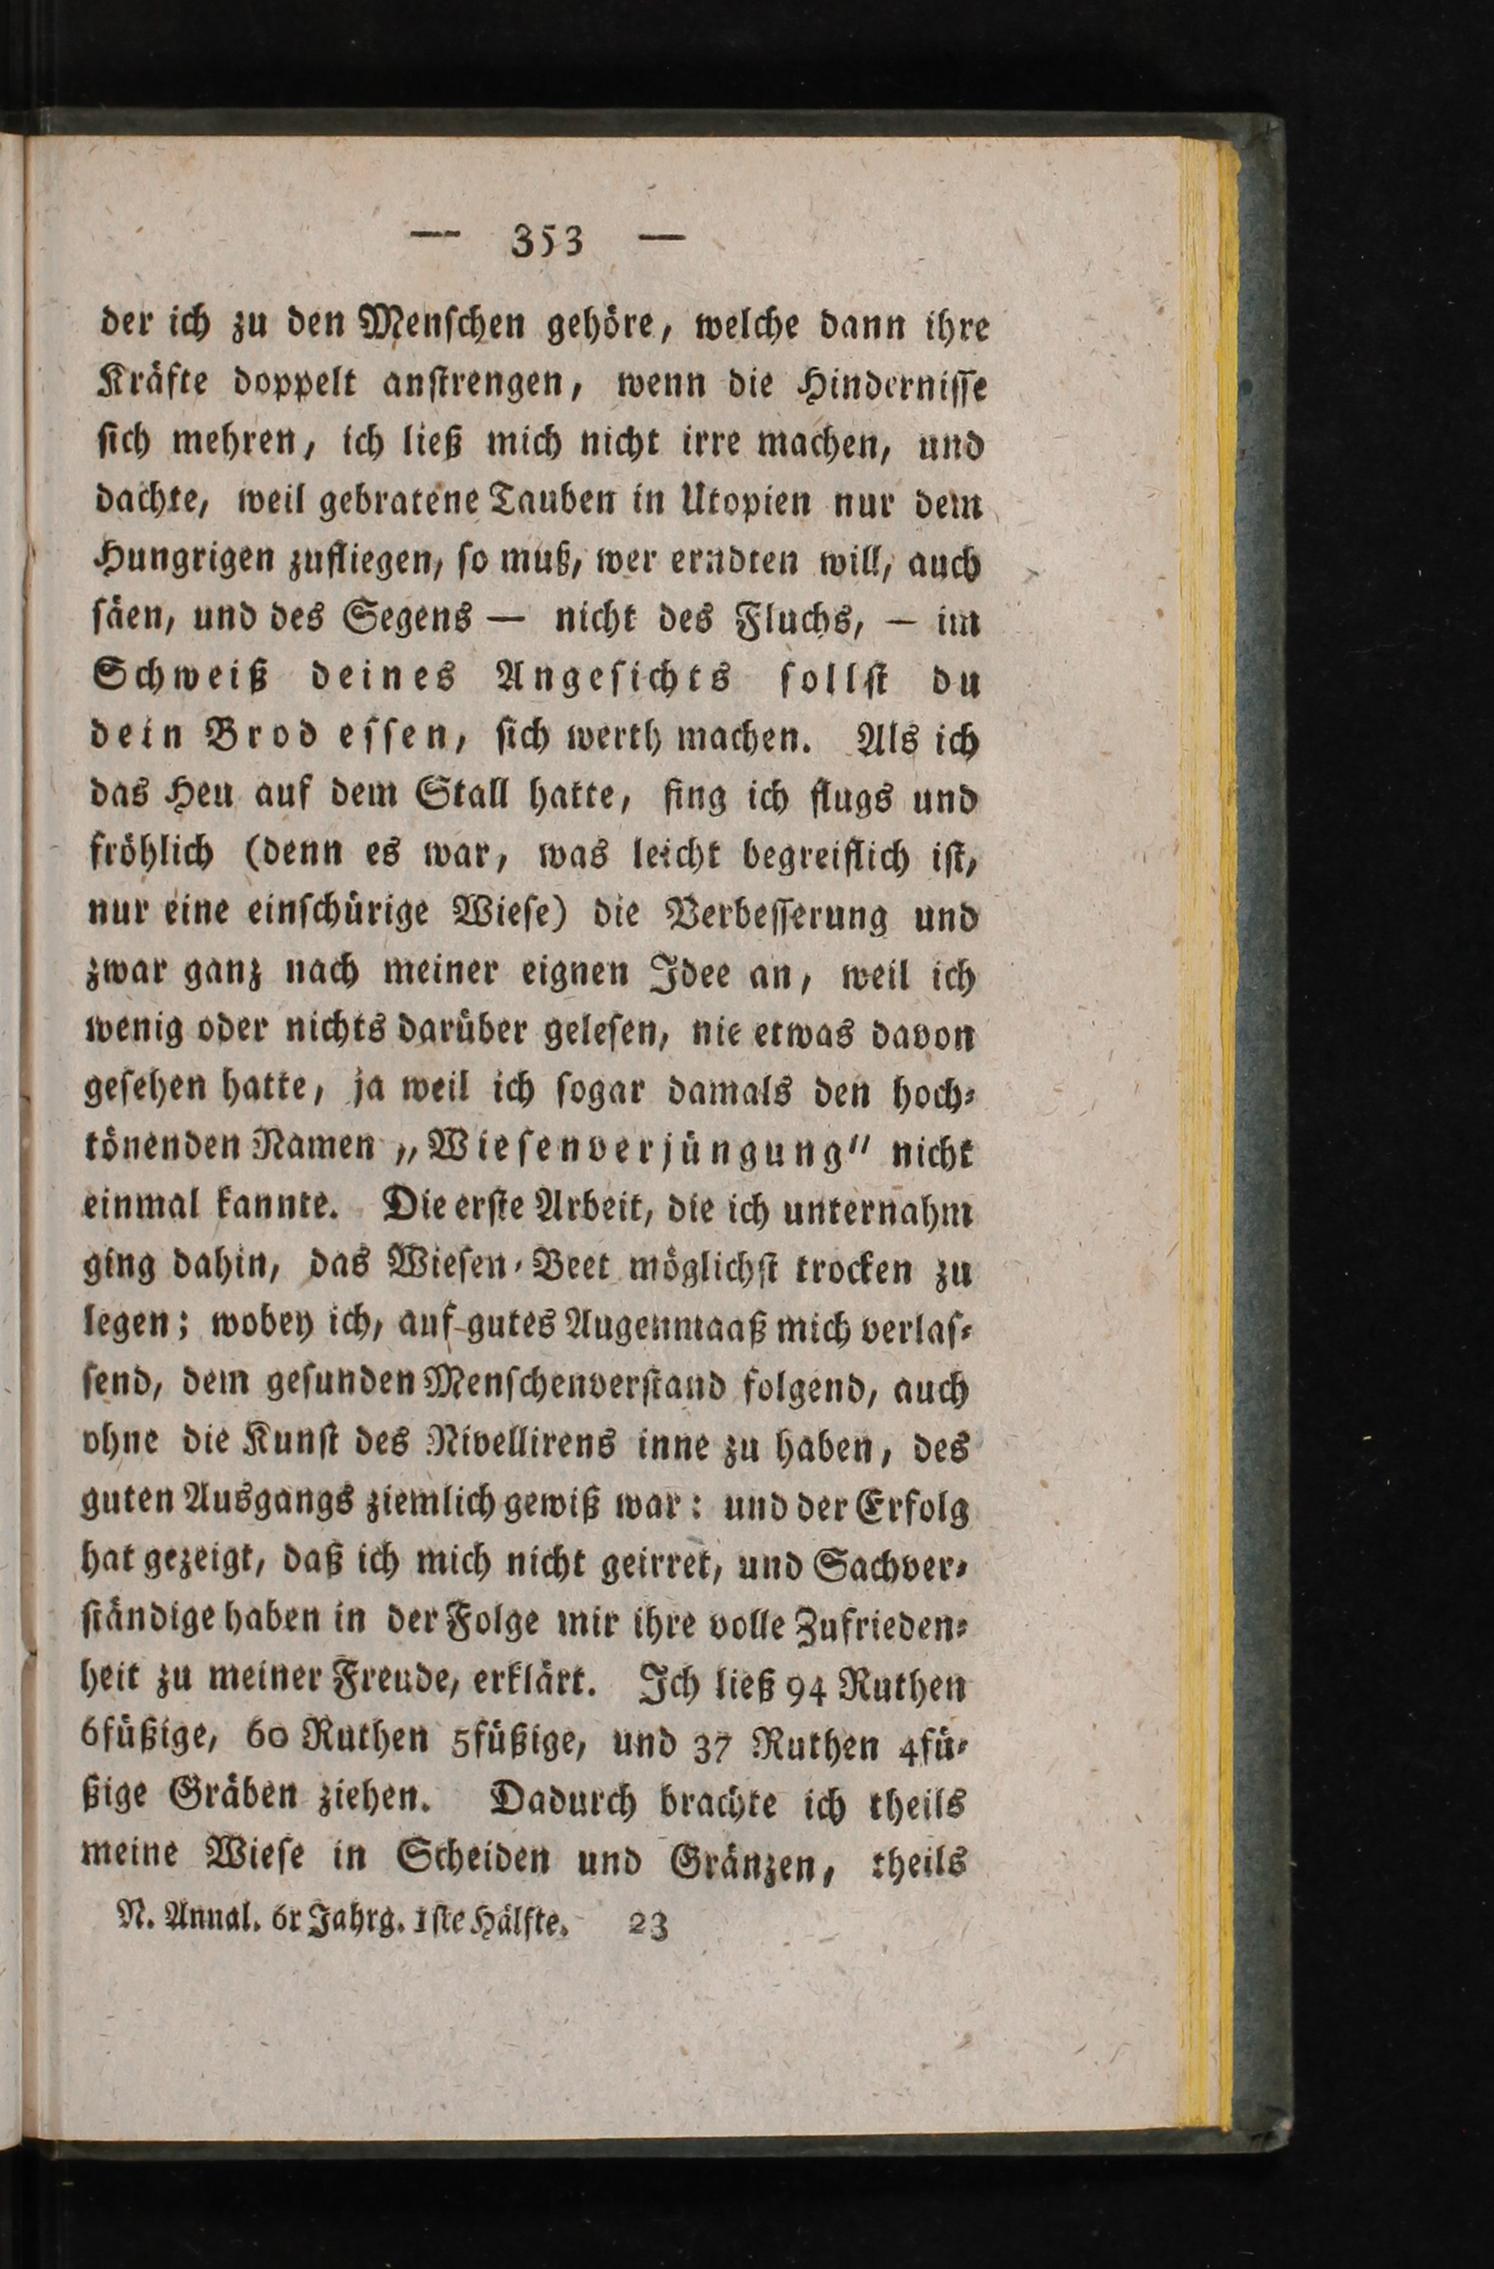 — 353 —
der ich zu den Menſchen gehöre, welche dann ihre
Kräfte doppelt anſtrengen, wenn die Hinderniſſe
ſich mehren, ich ließ mich nicht irre machen, und
dachte, weil gebratene Tauben in Utopien nur dem
Hungrigen zufliegen, ſo muß, wer erndten will, auch
ſäen, und des Segens — nicht des Fluchs, — im
Schweiß deines Angeſichts ſollſt du
dein Brod eſſen, ſich werth machen. Als ich
das Heu auf dem Stall hatte, fing ich flugs und
fröhlich (denn es war, was leicht begreiflich iſt,
nur eine einſchürige Wieſe) die Verbeſſerung und
zwar ganz nach meiner eignen Idee an, weil ich
wenig oder nichts darüber geleſen, nie etwas davon
geſehen hatte, ja weil ich ſogar damals den hoch⸗
tönenden Namen „Wieſenverjüngung" nicht
einmal kannte. Die erſte Arbeit, die ich unternahm
ging dahin, das Wieſen⸗Beet möglichſt trocken zu
legen; wobey ich, auf gutes Augenmaaß mich verlaſ⸗
ſend, dem geſunden Menſchenverſtand folgend, auch
ohne die Kunſt des Nivellirens inne zu haben, des
guten Ausgangs ziemlich gewiß war: und der Erfolg
hat gezeigt, daß ich mich nicht geirret, und Sachver⸗
ſtändige haben in der Folge mir ihre volle Zufrieden⸗
heit zu meiner Freude, erklärt. Ich ließ 94 Ruthen
6füßige, 60 Ruthen 5füßige, und 37 Ruthen 4fü⸗
ßige Gräben ziehen. Dadurch brachte ich theils
meine Wieſe in Scheiden und Gränzen, theils
N. Annal. 6r Jahrg. 1ſte Hälfte. 23